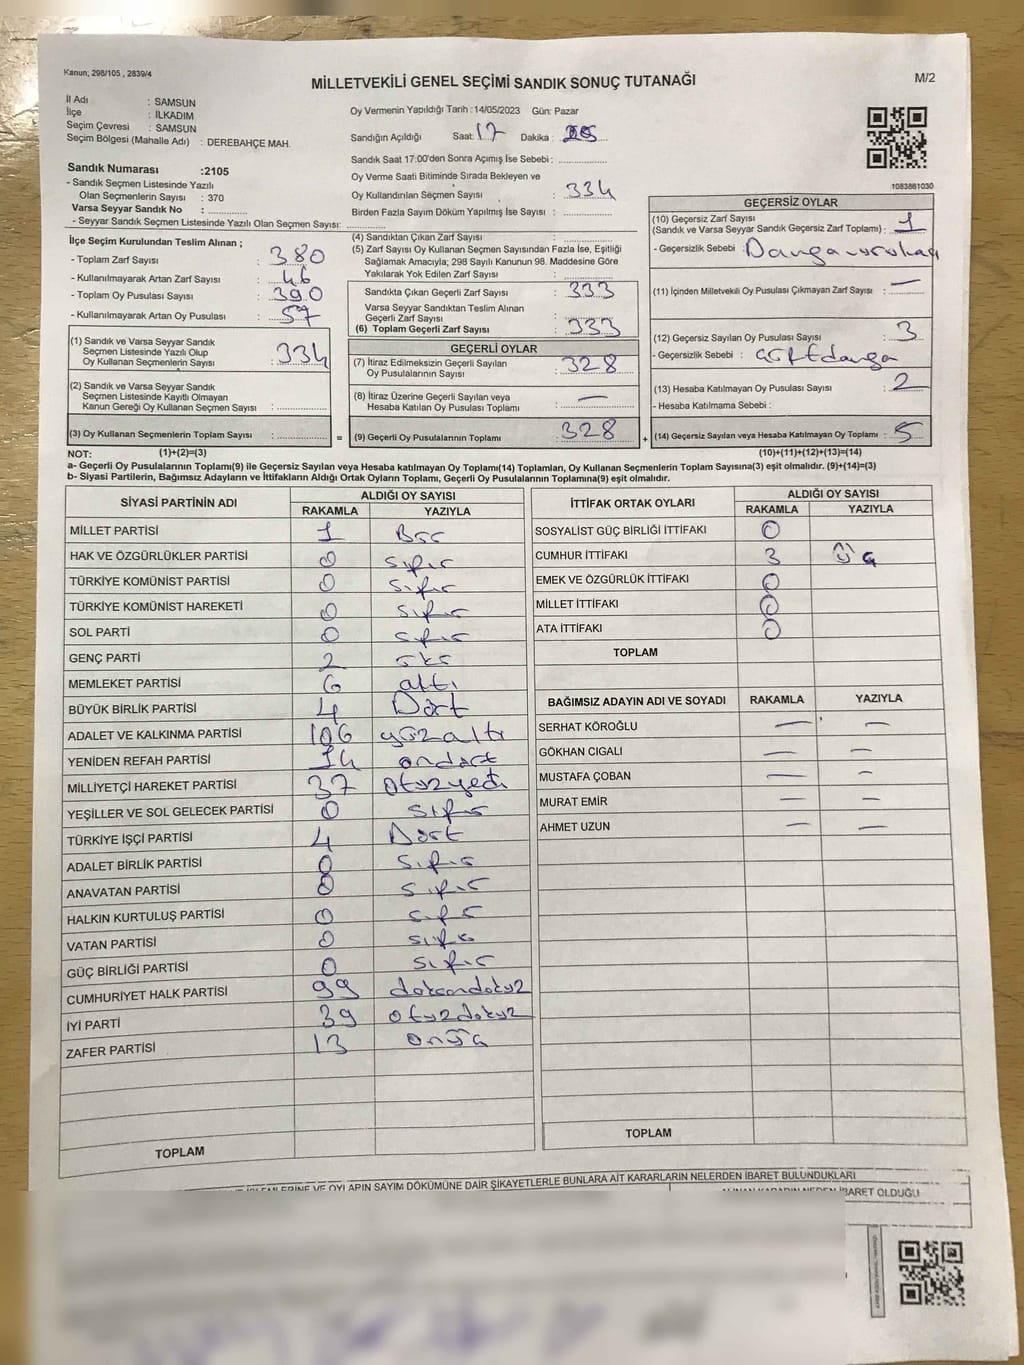 Kanun; 298/105 , 2839/4
MİLLETVEKİLİ GENEL SEÇİMİ SANDIK SONUÇ TUTANAĞI
M/2
İl Adı : SAMSUN
İlçe : İLKADIM
Seçim Çevresi : SAMSUN
Seçim Bölgesi (Mahalle Adı) : DEREBAHÇE MAH.
Oy Vermenin Yapıldığı Tarih : 14/05/2023 Gün: Pazar
Sandığın Açıldığı Saat: 17 Dakika :
Sandık Saat 17:00'den Sonra Açımış İse Sebebi : ................
Sandık Numarası :2105
- Sandık Seçmen Listesinde Yazılı
Olan Seçmenlerin Sayısı : 370
Varsa Seyyar Sandık No : ................
- Seyyar Sandık Seçmen Listesinde Yazılı Olan Seçmen Sayısı: ................
Oy Verme Saati Bitiminde Sırada Bekleyen ve
Oy Kullandırılan Seçmen Sayısı : 334
Birden Fazla Sayım Döküm Yapılmış İse Sayısı : ................
1083861030
İlçe Seçim Kurulundan Teslim Alınan ;
- Toplam Zarf Sayısı : 380
- Kullanılmayarak Artan Zarf Sayısı : 46
- Toplam Oy Pusulası Sayısı : 390
- Kullanılmayarak Artan Oy Pusulası : 57
(1) Sandık ve Varsa Seyyar Sandık
Seçmen Listesinde Yazılı Olup
Oy Kullanan Seçmenlerin Sayısı : 334
(2) Sandık ve Varsa Seyyar Sandık
Seçmen Listesinde Kayıtlı Olmayan
Kanun Gereği Oy Kullanan Seçmen Sayısı : ................
(3) Oy Kullanan Seçmenlerin Toplam Sayısı : ................
=
(4) Sandıktan Çıkan Zarf Sayısı : ................
(5) Zarf Sayısı Oy Kullanan Seçmen Sayısından Fazla İse, Eşitliği
Sağlamak Amacıyla; 298 Sayılı Kanunun 98. Maddesine Göre
Yakılarak Yok Edilen Zarf Sayısı : ................
Sandıkta Çıkan Geçerli Zarf Sayısı : 333
Varsa Seyyar Sandıktan Teslim Alınan
Geçerli Zarf Sayısı : ................
(6) Toplam Geçerli Zarf Sayısı : 333
GEÇERLİ OYLAR
(7) İtiraz Edilmeksizin Geçerli Sayılan
Oy Pusulalarının Sayısı : 328
(8) İtiraz Üzerine Geçerli Sayılan veya
Hesaba Katılan Oy Pusulası Toplamı : —
(9) Geçerli Oy Pusulalarının Toplamı : 328
+
GEÇERSİZ OYLAR
(10) Geçersiz Zarf Sayısı
(Sandık ve Varsa Seyyar Sandık Geçersiz Zarf Toplamı) : 1
- Geçersizlik Sebebi : Damga
(11) İçinden Milletvekili Oy Pusulası Çıkmayan Zarf Sayısı : —
(12) Geçersiz Sayılan Oy Pusulası Sayısı : 3
- Geçersizlik Sebebi : çift damga
(13) Hesaba Katılmayan Oy Pusulası Sayısı : 2
- Hesaba Katılmama Sebebi :
(14) Geçersiz Sayılan veya Hesaba Katılmayan Oy Toplamı : 5
NOT: (1)+(2)=(3) (10)+(11)+(12)+(13)=(14)
a- Geçerli Oy Pusulalarının Toplamı(9) ile Geçersiz Sayılan veya Hesaba katılmayan Oy Toplamı(14) Toplamları, Oy Kullanan Seçmenlerin Toplam Sayısına(3) eşit olmalıdır. (9)+(14)=(3)
b- Siyasi Partilerin, Bağımsız Adayların ve İttifakların Aldığı Ortak Oyların Toplamı, Geçerli Oy Pusulalarının Toplamına(9) eşit olmalıdır.
SİYASİ PARTİNİN ADI ALDIĞI OY SAYISI
RAKAMLA YAZIYLA
MİLLET PARTİSİ 1 Bir
HAK VE ÖZGÜRLÜKLER PARTİSİ 0 sıfır
TÜRKİYE KOMÜNİST PARTİSİ 0 sıfır
TÜRKİYE KOMÜNİST HAREKETİ 0 sıfır
SOL PARTİ 0 sıfır
GENÇ PARTİ 2 iki
MEMLEKET PARTİSİ 6 altı
BÜYÜK BİRLİK PARTİSİ 4 Dört
ADALET VE KALKINMA PARTİSİ 106 yüzaltı
YENİDEN REFAH PARTİSİ 14 ondört
MİLLİYETÇİ HAREKET PARTİSİ 37 otuzyedi
YEŞİLLER VE SOL GELECEK PARTİSİ 0 sıfır
TÜRKİYE İŞÇİ PARTİSİ 4 Dört
ADALET BİRLİK PARTİSİ 0 sıfır
ANAVATAN PARTİSİ 0 sıfır
HALKIN KURTULUŞ PARTİSİ 0 sıfır
VATAN PARTİSİ 0 sıfır
GÜÇ BİRLİĞİ PARTİSİ 0 sıfır
CUMHURİYET HALK PARTİSİ 99 doksandokuz
İYİ PARTİ 39 otuzdokuz
ZAFER PARTİSİ 13 onüç
TOPLAM
İTTİFAK ORTAK OYLARI ALDIĞI OY SAYISI
RAKAMLA YAZIYLA
SOSYALİST GÜÇ BİRLİĞİ İTTİFAKI 0
CUMHUR İTTİFAKI 3 üç
EMEK VE ÖZGÜRLÜK İTTİFAKI 0
MİLLET İTTİFAKI 0
ATA İTTİFAKI 0
TOPLAM
BAĞIMSIZ ADAYIN ADI VE SOYADI RAKAMLA YAZIYLA
SERHAT KÖROĞLU — —
GÖKHAN CIGALI — —
MUSTAFA ÇOBAN — —
MURAT EMİR — —
AHMET UZUN — —
TOPLAM
İŞLEMLERİNE VE OYLARIN SAYIM DÖKÜMÜNE DAİR ŞİKAYETLERLE BUNLARA AİT KARARLARIN NELERDEN İBARET BULUNDUKLARI
ALINAN KARARIN NEDEN İBARET OLDUĞU